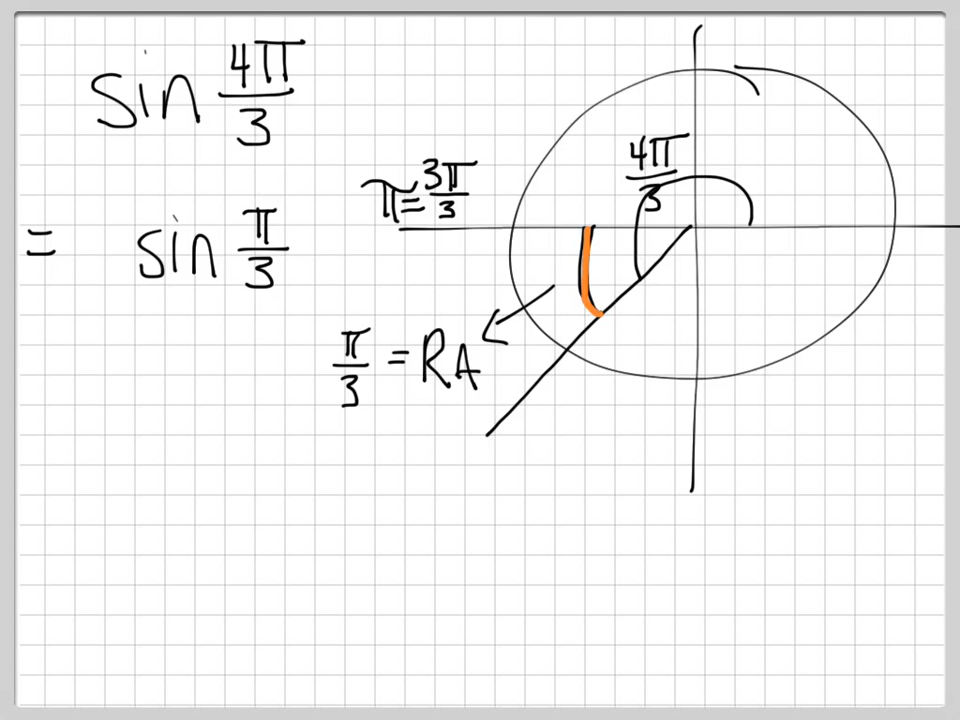 sin 4π/3
= sin π/3
π = 3π/3
4π/3
π/3 = RA